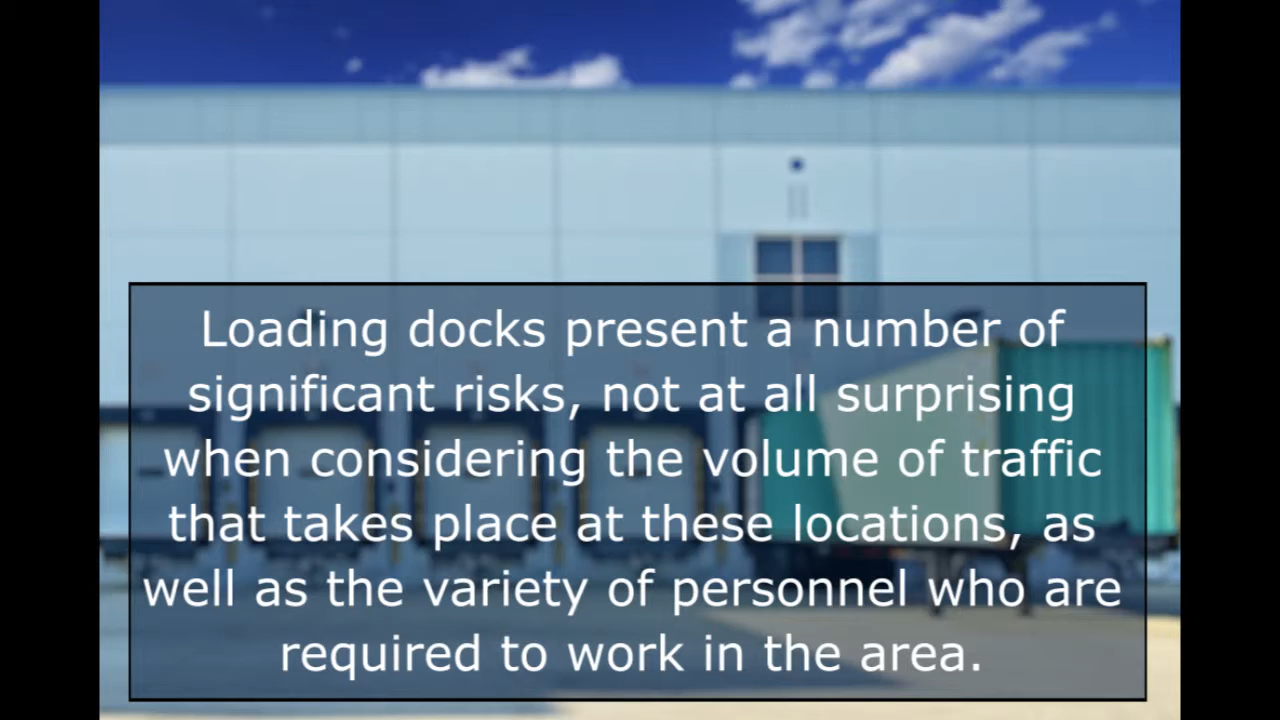 Loading docks present a number of
significant risks, not at all surprising
when considering the volume of traffic
that takes place at these locations, as
well as the variety of personnel who are
required to work in the area.